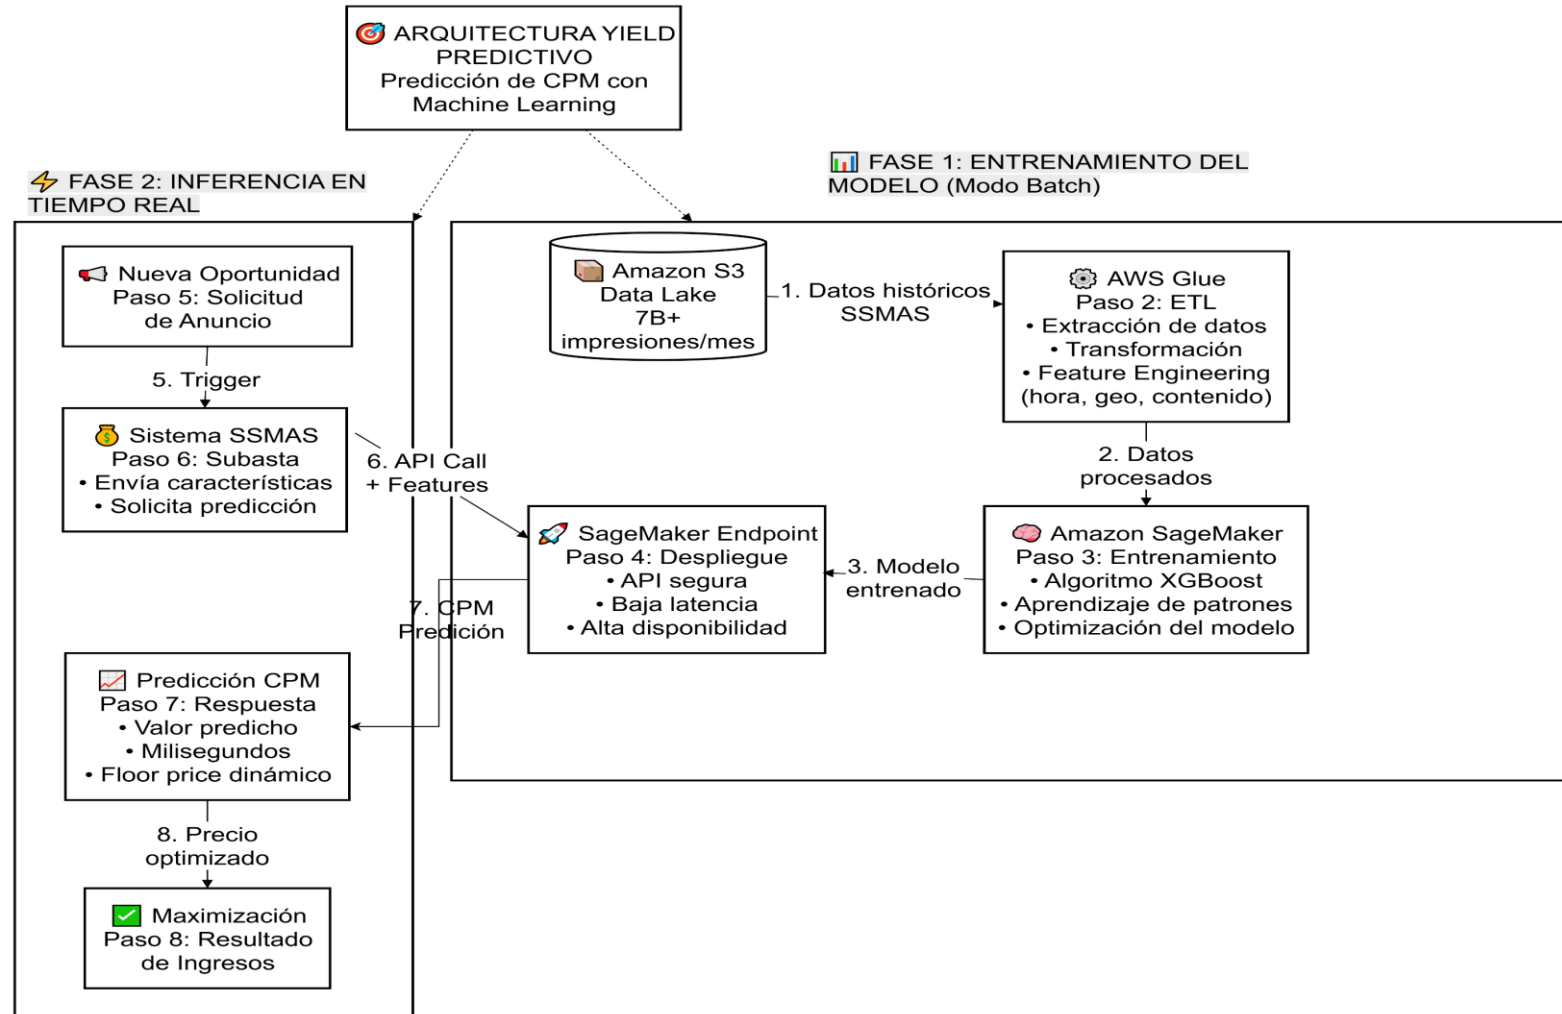 🎯 ARQUITECTURA YIELD
PREDICTIVO
Predicción de CPM con
Machine Learning
⚡ FASE 2: INFERENCIA EN
TIEMPO REAL
📢 Nueva Oportunidad
Paso 5: Solicitud
de Anuncio
5. Trigger
💰 Sistema SSMAS
Paso 6: Subasta
• Envía características
• Solicita predicción
6. API Call
+ Features
7. CPM
Predición
📈 Predicción CPM
Paso 7: Respuesta
• Valor predicho
• Milisegundos
• Floor price dinámico
8. Precio
optimizado
✅ Maximización
Paso 8: Resultado
de Ingresos
📊 FASE 1: ENTRENAMIENTO DEL
MODELO (Modo Batch)
📦 Amazon S3
Data Lake
7B+
impresiones/mes
1. Datos históricos
SSMAS
⚙️ AWS Glue
Paso 2: ETL
• Extracción de datos
• Transformación
• Feature Engineering
(hora, geo, contenido)
2. Datos
procesados
🧠 Amazon SageMaker
Paso 3: Entrenamiento
• Algoritmo XGBoost
• Aprendizaje de patrones
• Optimización del modelo
3. Modelo
entrenado
🚀 SageMaker Endpoint
Paso 4: Despliegue
• API segura
• Baja latencia
• Alta disponibilidad